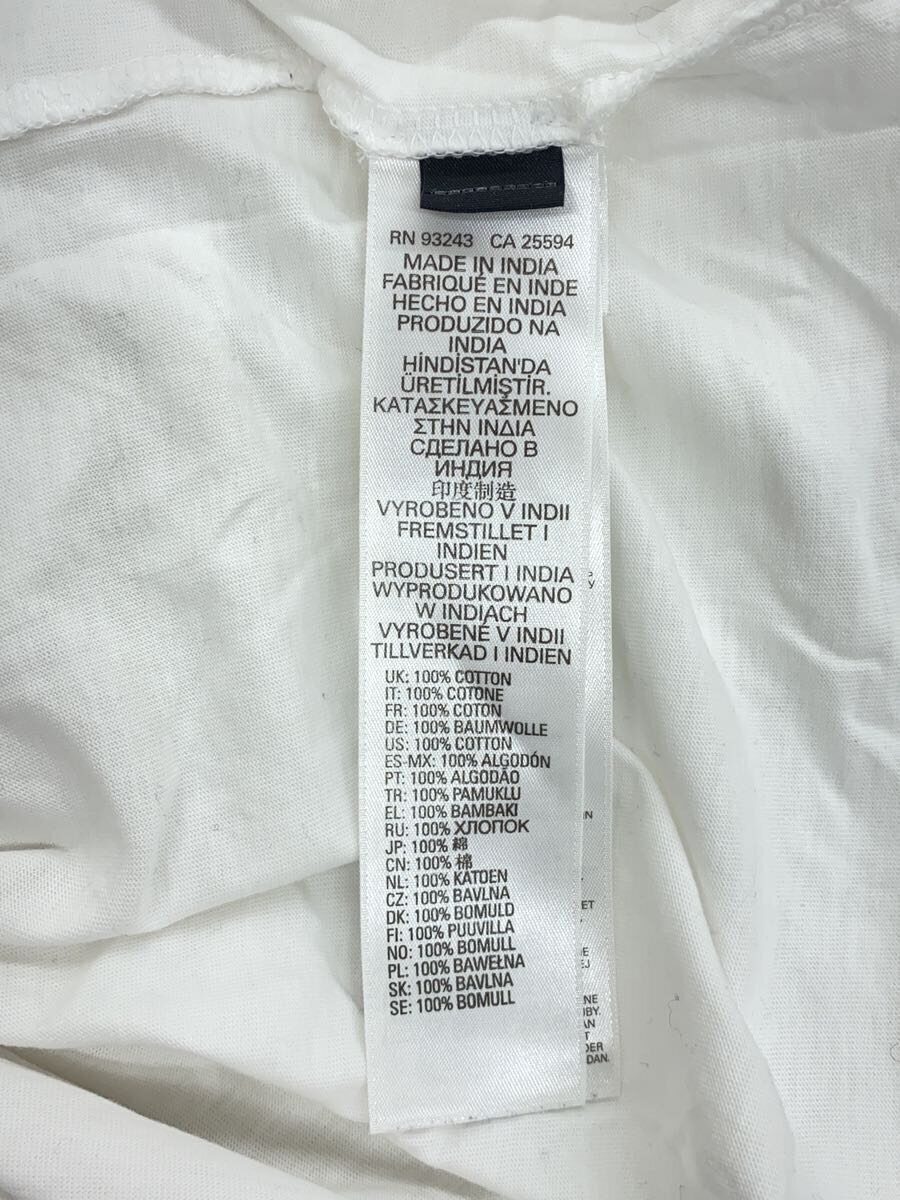 RN 93243 CA 25594
MADE IN INDIA
FABRIQUÉ EN INDE
HECHO EN INDIA
PRODUZIDO NA
INDIA
HİNDİSTAN'DA
ÜRETİLMİŞTİR.
ΚΑΤΑΣΚΕΥΑΣΜΕΝΟ
ΣΤΗΝ ΙΝΔΙΑ
СДЕЛАНО В
ИНДИЯ
印度制造
VYROBENO V INDII
FREMSTILLET I
INDIEN
PRODUSERT I INDIA
WYPRODUKOWANO
W INDIACH
VYROBENÉ V INDII
TILLVERKAD I INDIEN
UK: 100% COTTON
IT: 100% COTONE
FR: 100% COTON
DE: 100% BAUMWOLLE
US: 100% COTTON
ES-MX: 100% ALGODÓN
PT: 100% ALGODÃO
TR: 100% PAMUKLU
EL: 100% BAMBAKI
RU: 100% ХЛОПОК
JP: 100% 綿
CN: 100% 棉
NL: 100% KATOEN
CZ: 100% BAVLNA
DK: 100% BOMULD
FI: 100% PUUVILLA
NO: 100% BOMULL
PL: 100% BAWEŁNA
SK: 100% BAVLNA
SE: 100% BOMULL